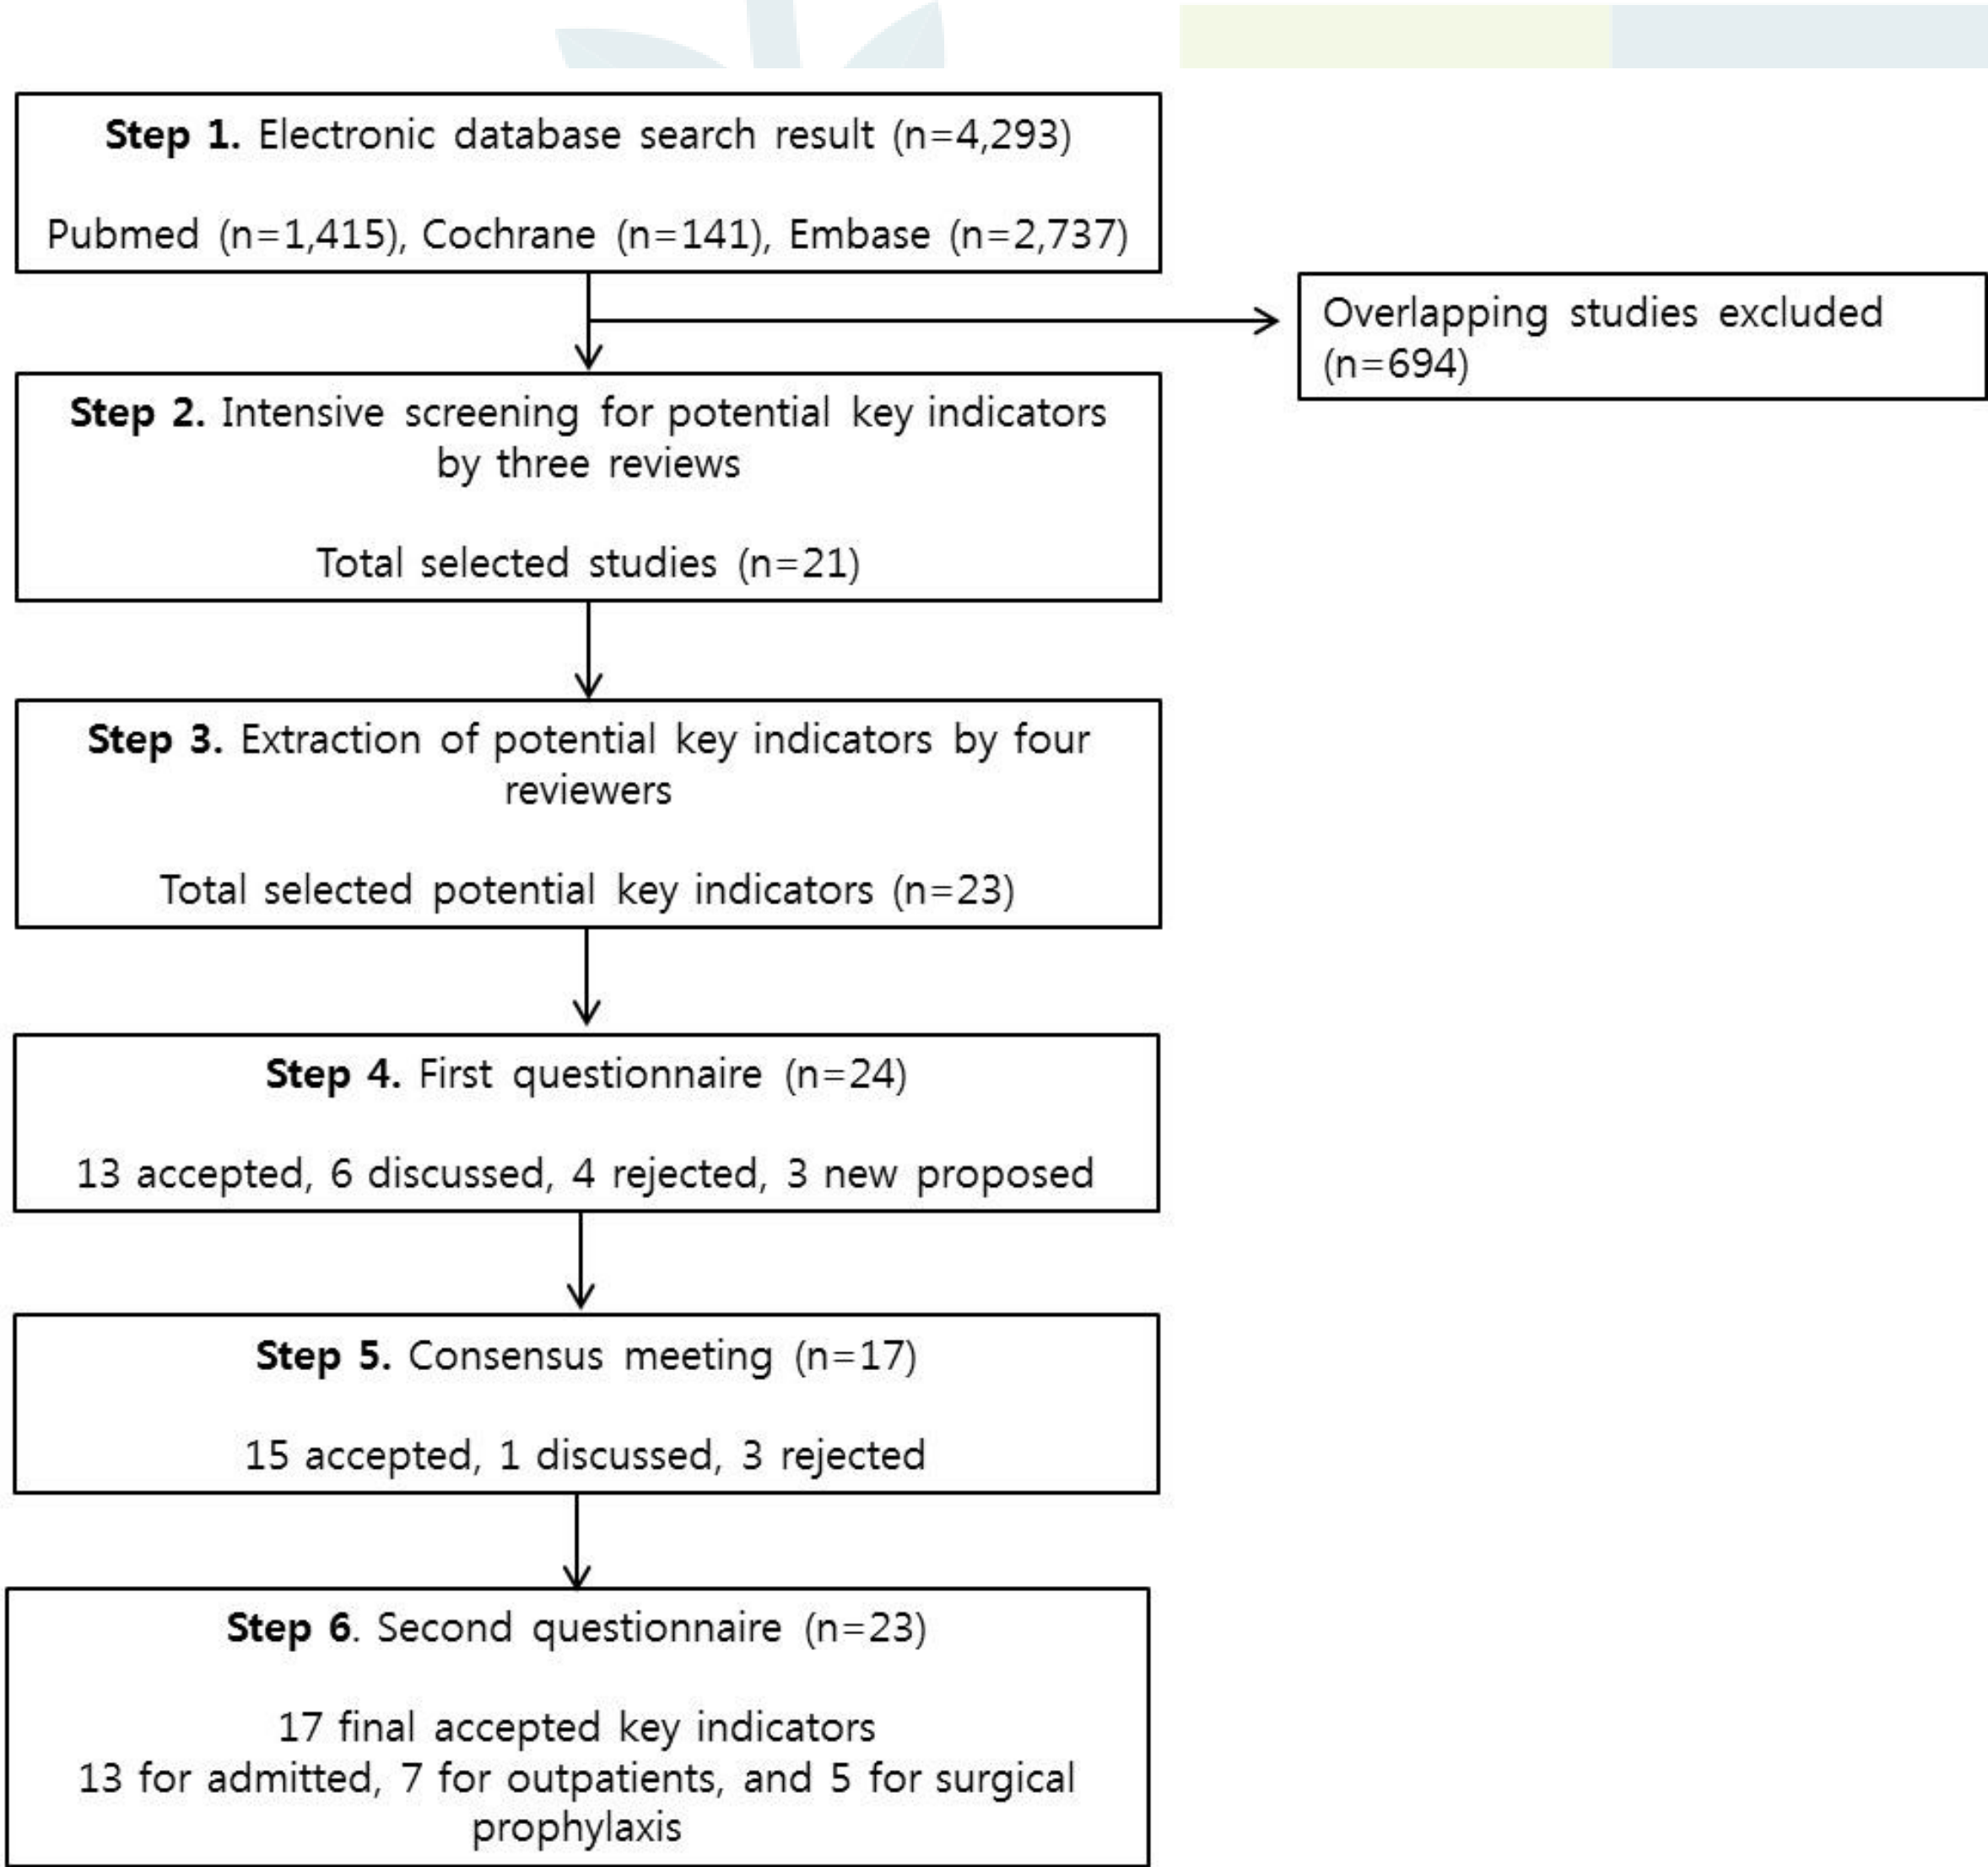 Step 1. Electronic database search result (n=4,293)
Pubmed (n=1,415), Cochrane (n=141), Embase (n=2,737)
Overlapping studies excluded
(n=694)
Step 2. Intensive screening for potential key indicators
by three reviews
Total selected studies (n=21)
Step 3. Extraction of potential key indicators by four
reviewers
Total selected potential key indicators (n=23)
Step 4. First questionnaire (n=24)
13 accepted, 6 discussed, 4 rejected, 3 new proposed
Step 5. Consensus meeting (n=17)
15 accepted, 1 discussed, 3 rejected
Step 6. Second questionnaire (n=23)
17 final accepted key indicators
13 for admitted, 7 for outpatients, and 5 for surgical
prophylaxis